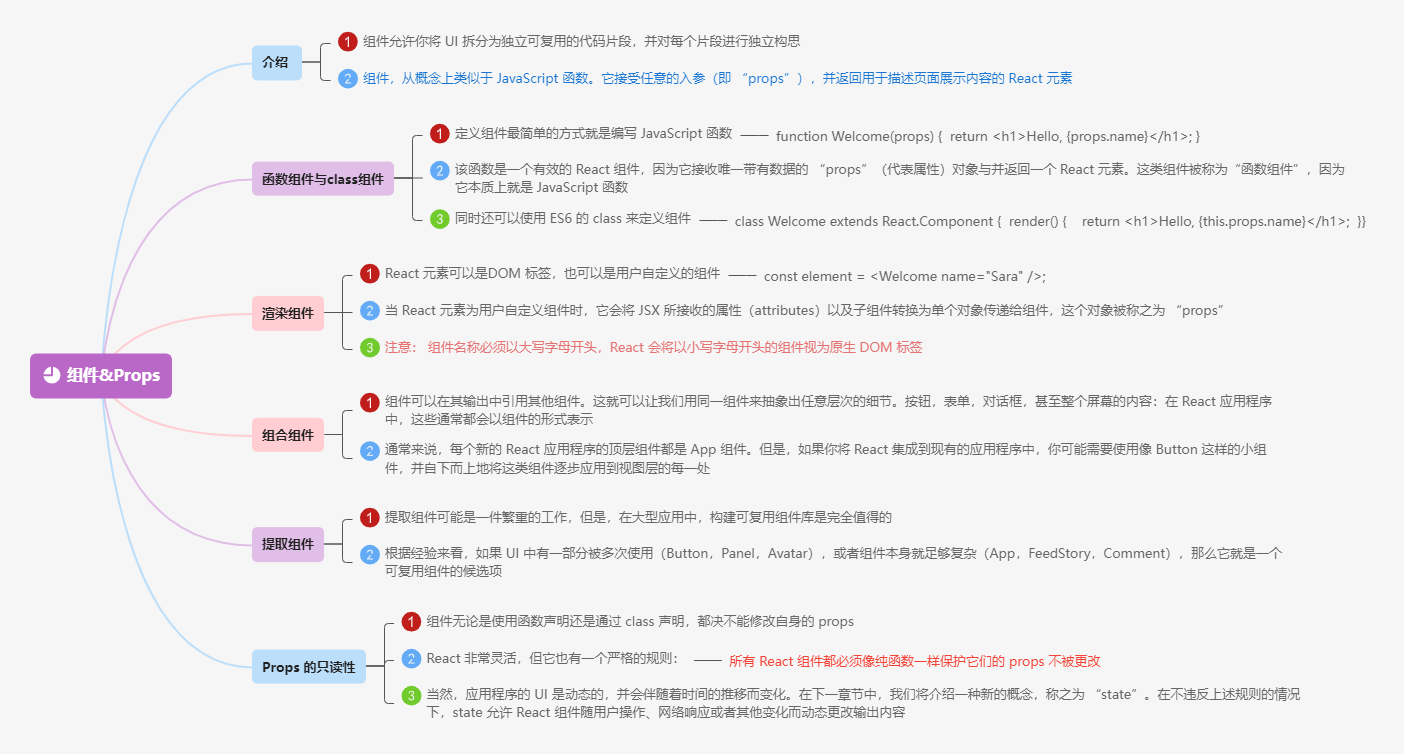 组件&Props
介绍
1 组件允许你将 UI 拆分为独立可复用的代码片段，并对每个片段进行独立构思
2 组件，从概念上类似于 JavaScript 函数。它接受任意的入参（即 “props”），并返回用于描述页面展示内容的 React 元素
函数组件与class组件
1 定义组件最简单的方式就是编写 JavaScript 函数 —— function Welcome(props) {  return <h1>Hello, {props.name}</h1>; }
2 该函数是一个有效的 React 组件，因为它接收唯一带有数据的 “props”（代表属性）对象与并返回一个 React 元素。这类组件被称为“函数组件”，因为
它本质上就是 JavaScript 函数
3 同时还可以使用 ES6 的 class 来定义组件 —— class Welcome extends React.Component {  render() {    return <h1>Hello, {this.props.name}</h1>;  }}
渲染组件
1 React 元素可以是DOM 标签，也可以是用户自定义的组件 —— const element = <Welcome name="Sara" />;
2 当 React 元素为用户自定义组件时，它会将 JSX 所接收的属性（attributes）以及子组件转换为单个对象传递给组件，这个对象被称之为 “props”
3 注意： 组件名称必须以大写字母开头，React 会将以小写字母开头的组件视为原生 DOM 标签
组合组件
1 组件可以在其输出中引用其他组件。这就可以让我们用同一组件来抽象出任意层次的细节。按钮，表单，对话框，甚至整个屏幕的内容：在 React 应用程序
中，这些通常都会以组件的形式表示
2 通常来说，每个新的 React 应用程序的顶层组件都是 App 组件。但是，如果你将 React 集成到现有的应用程序中，你可能需要使用像 Button 这样的小组
件，并自下而上地将这类组件逐步应用到视图层的每一处
提取组件
1 提取组件可能是一件繁重的工作，但是，在大型应用中，构建可复用组件库是完全值得的
2 根据经验来看，如果 UI 中有一部分被多次使用（Button，Panel，Avatar），或者组件本身就足够复杂（App，FeedStory，Comment），那么它就是一个
可复用组件的候选项
Props 的只读性
1 组件无论是使用函数声明还是通过 class 声明，都决不能修改自身的 props
2 React 非常灵活，但它也有一个严格的规则： —— 所有 React 组件都必须像纯函数一样保护它们的 props 不被更改
3 当然，应用程序的 UI 是动态的，并会伴随着时间的推移而变化。在下一章节中，我们将介绍一种新的概念，称之为 “state”。在不违反上述规则的情况
下，state 允许 React 组件随用户操作、网络响应或者其他变化而动态更改输出内容